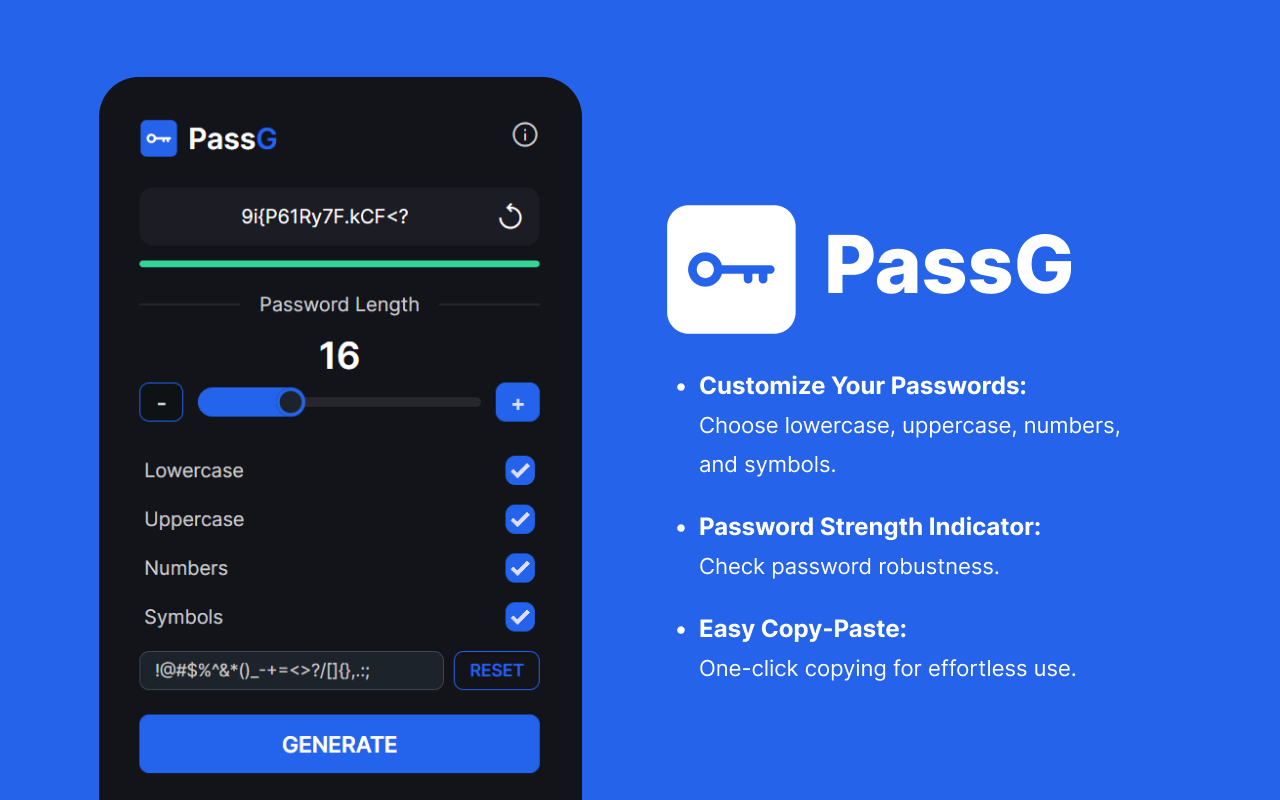 PassG
9i{P61Ry7F.kCF<?
Password Length
16
- +
Lowercase
Uppercase
Numbers
Symbols
!@#$%^&*()_-+=<>?/[]{},.:;
RESET
GENERATE
PassG
• Customize Your Passwords:
Choose lowercase, uppercase, numbers,
and symbols.
• Password Strength Indicator:
Check password robustness.
• Easy Copy-Paste:
One-click copying for effortless use.